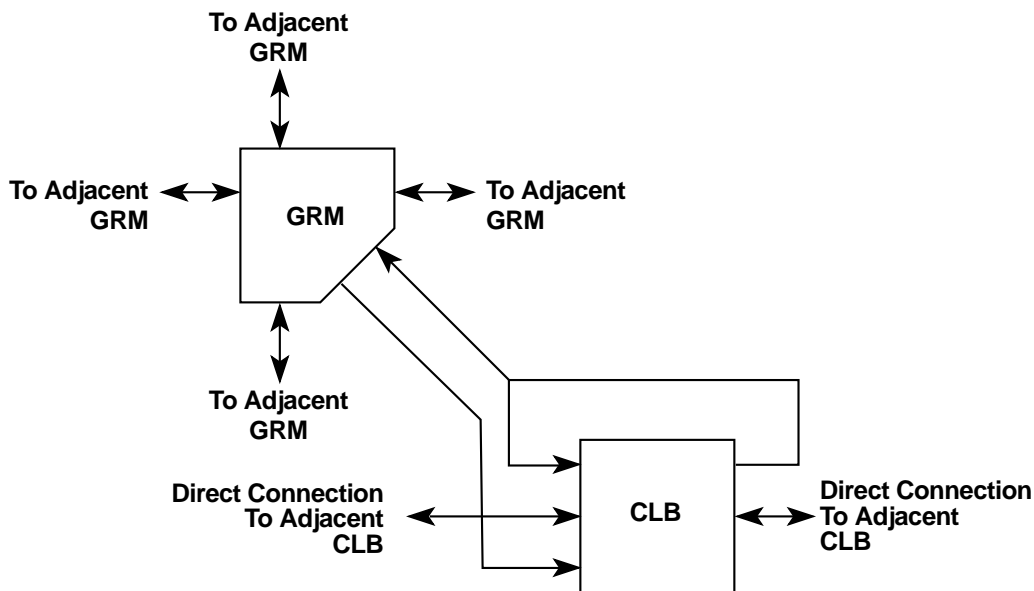 To Adjacent
GRM
To Adjacent
GRM
GRM
To Adjacent
GRM
To Adjacent
GRM
Direct Connection
To Adjacent
CLB
CLB
Direct Connection
To Adjacent
CLB